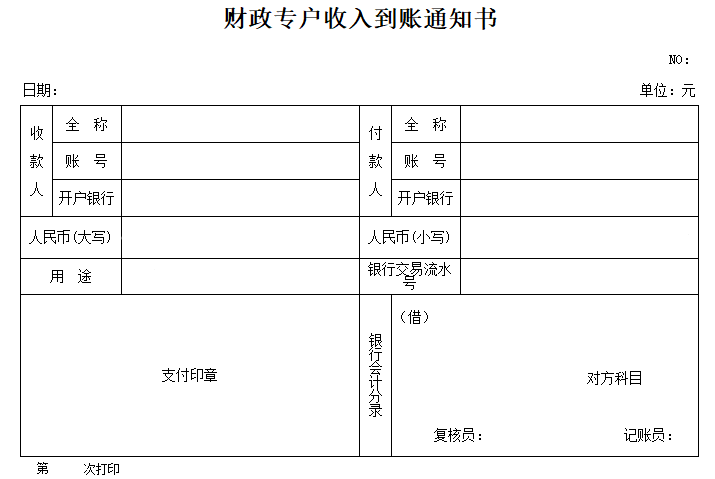 财政专户收入到账通知书
NO：
日期： 单位：元
收款人 全 称 付款人 全 称
账 号 账 号
开户银行 开户银行
人民币(大写) 人民币(小写)
用 途 银行交易流水号
支付印章 银行会计分录 （借）
对方科目
复核员： 记账员：
第 次打印